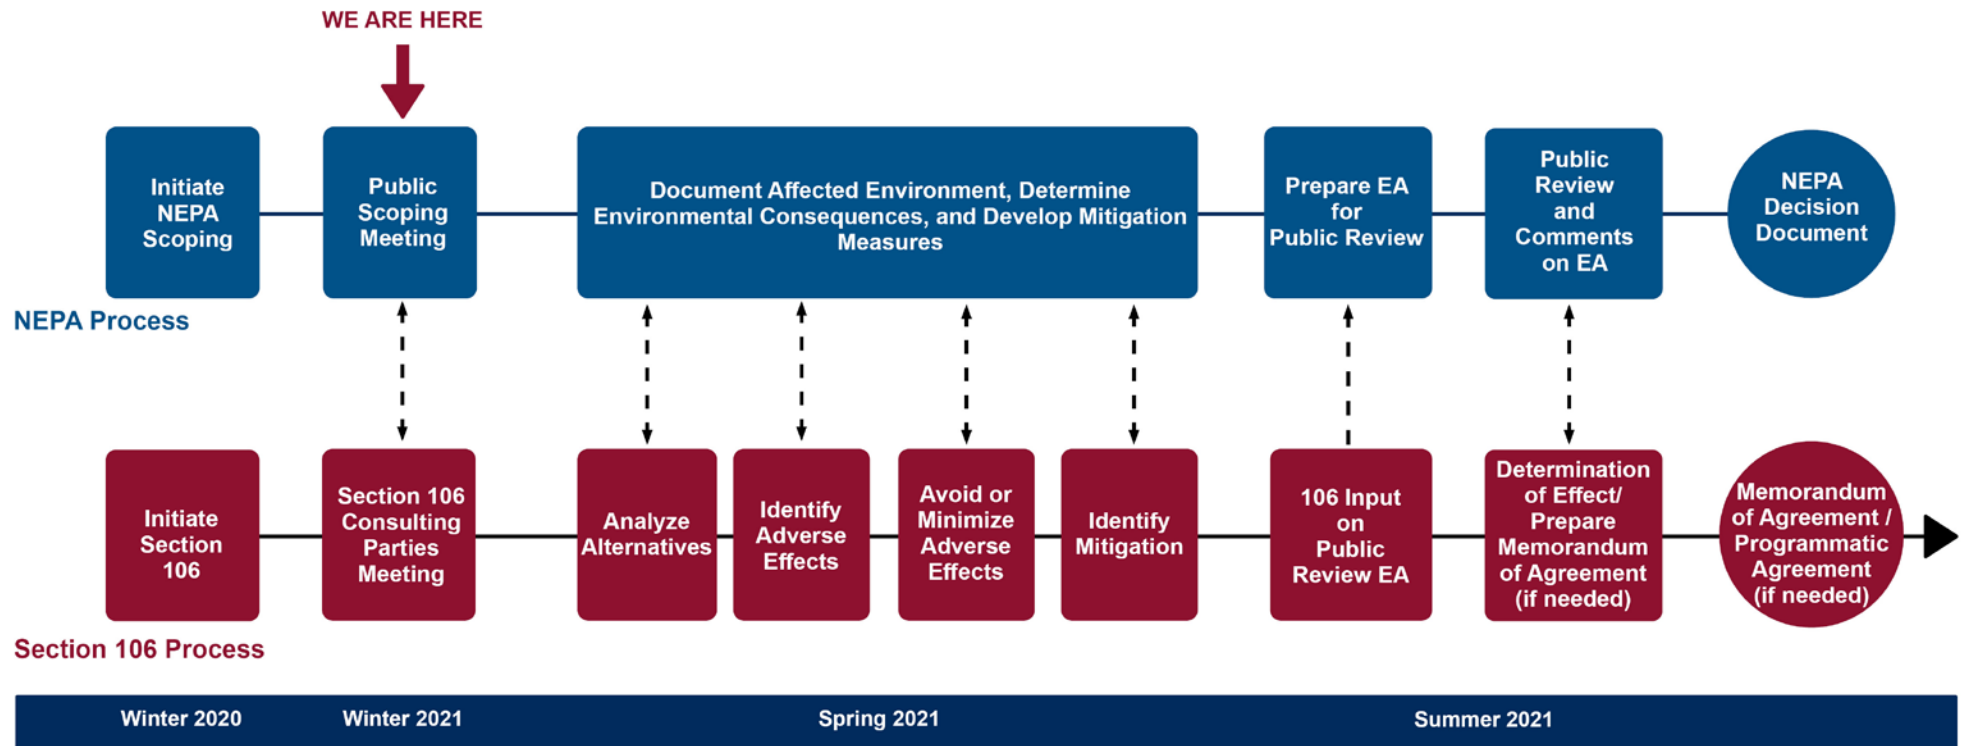 WE ARE HERE
Initiate
NEPA
Scoping
Public
Scoping
Meeting
Document Affected Environment, Determine
Environmental Consequences, and Develop Mitigation
Measures
Prepare EA
for
Public Review
Public
Review
and
Comments
on EA
NEPA
Decision
Document
NEPA Process
Initiate
Section
106
Section 106
Consulting
Parties
Meeting
Analyze
Alternatives
Identify
Adverse
Effects
Avoid or
Minimize
Adverse
Effects
Identify
Mitigation
106 Input
on
Public
Review EA
Determination
of Effect/
Prepare
Memorandum
of Agreement
(if needed)
Memorandum
of Agreement /
Programmatic
Agreement
(if needed)
Section 106 Process
Winter 2020
Winter 2021
Spring 2021
Summer 2021